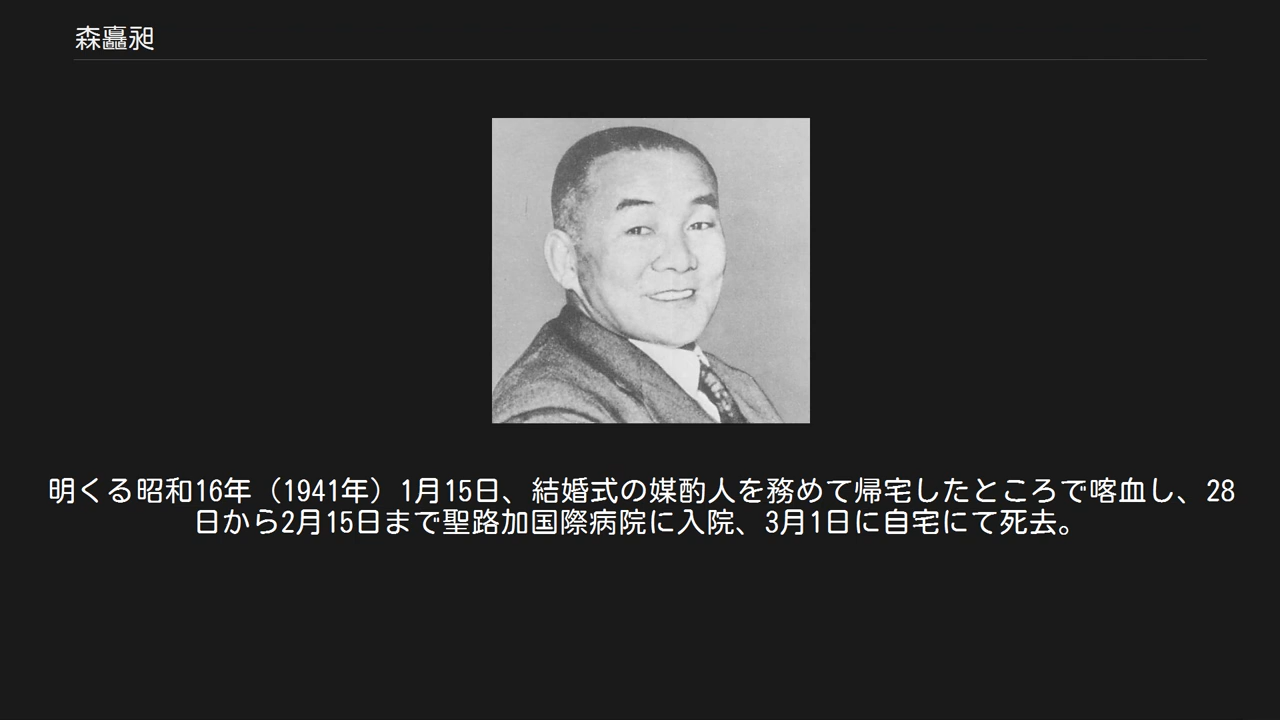 森矗昶
明くる昭和16年（1941年）1月15日、結婚式の媒酌人を務めて帰宅したところで喀血し、28
日から2月15日まで聖路加国際病院に入院、3月1日に自宅にて死去。